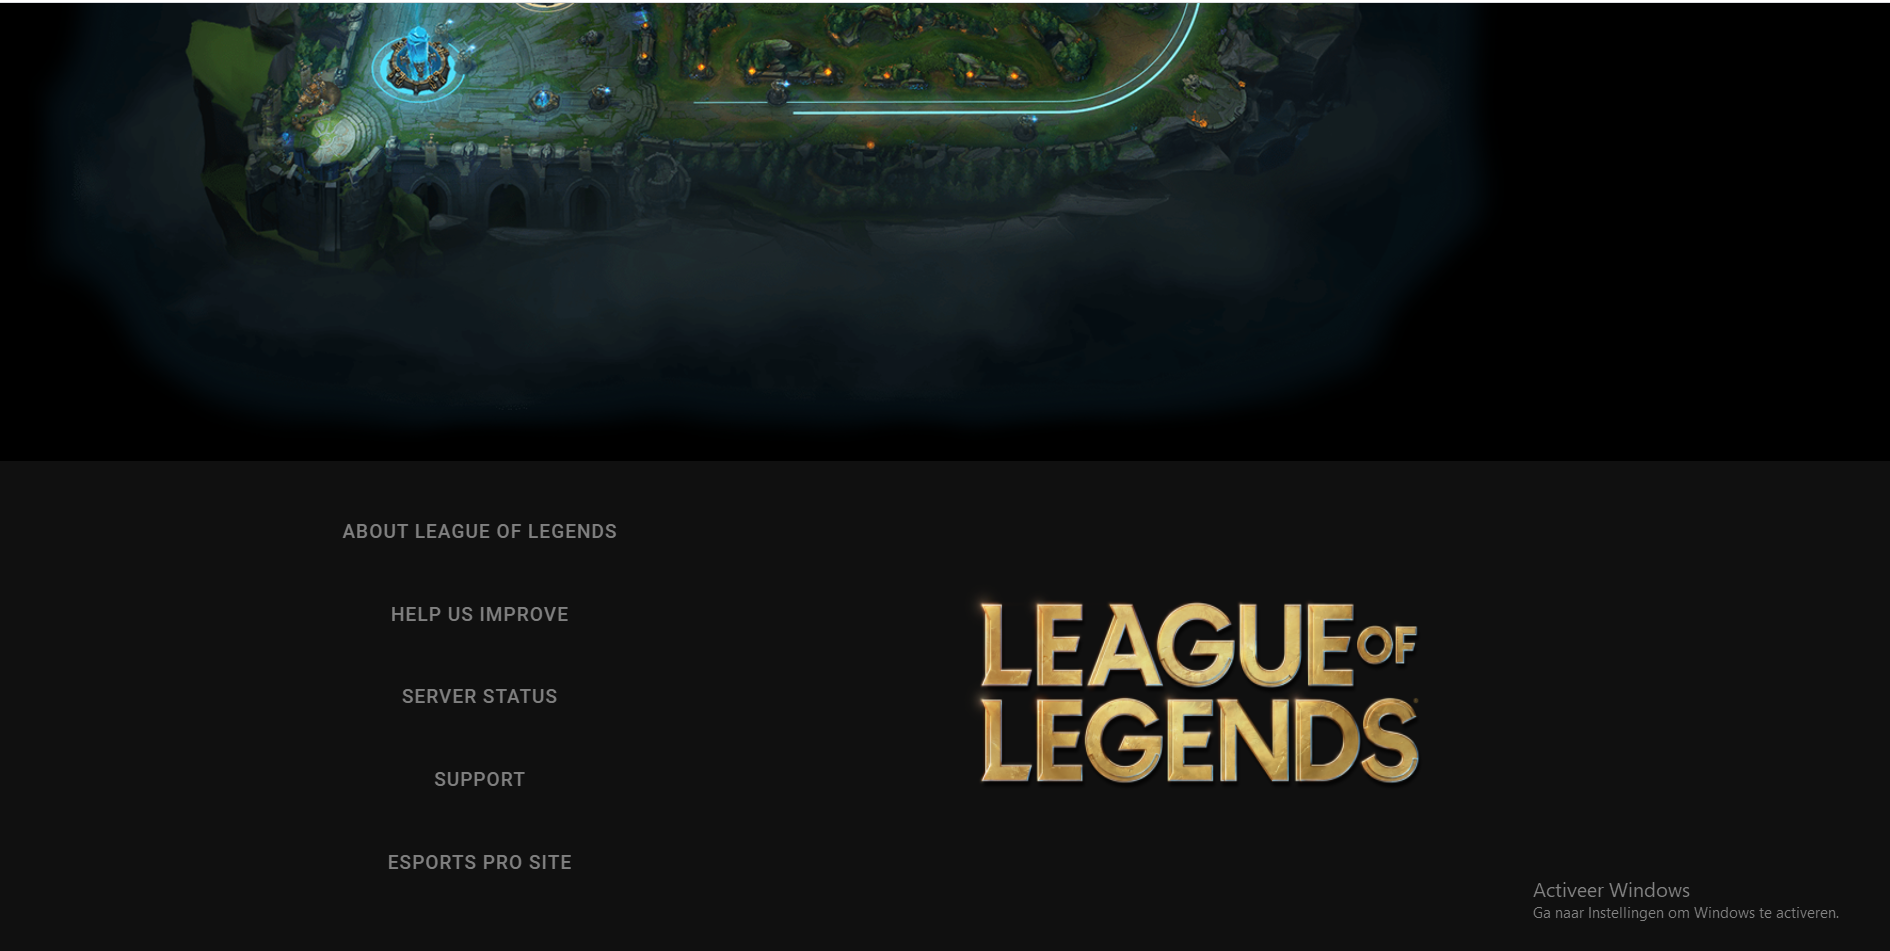 ABOUT LEAGUE OF LEGENDS
HELP US IMPROVE
SERVER STATUS
SUPPORT
ESPORTS PRO SITE
LEAGUE OF
LEGENDS
Activeer Windows
Ga naar Instellingen om Windows te activeren.